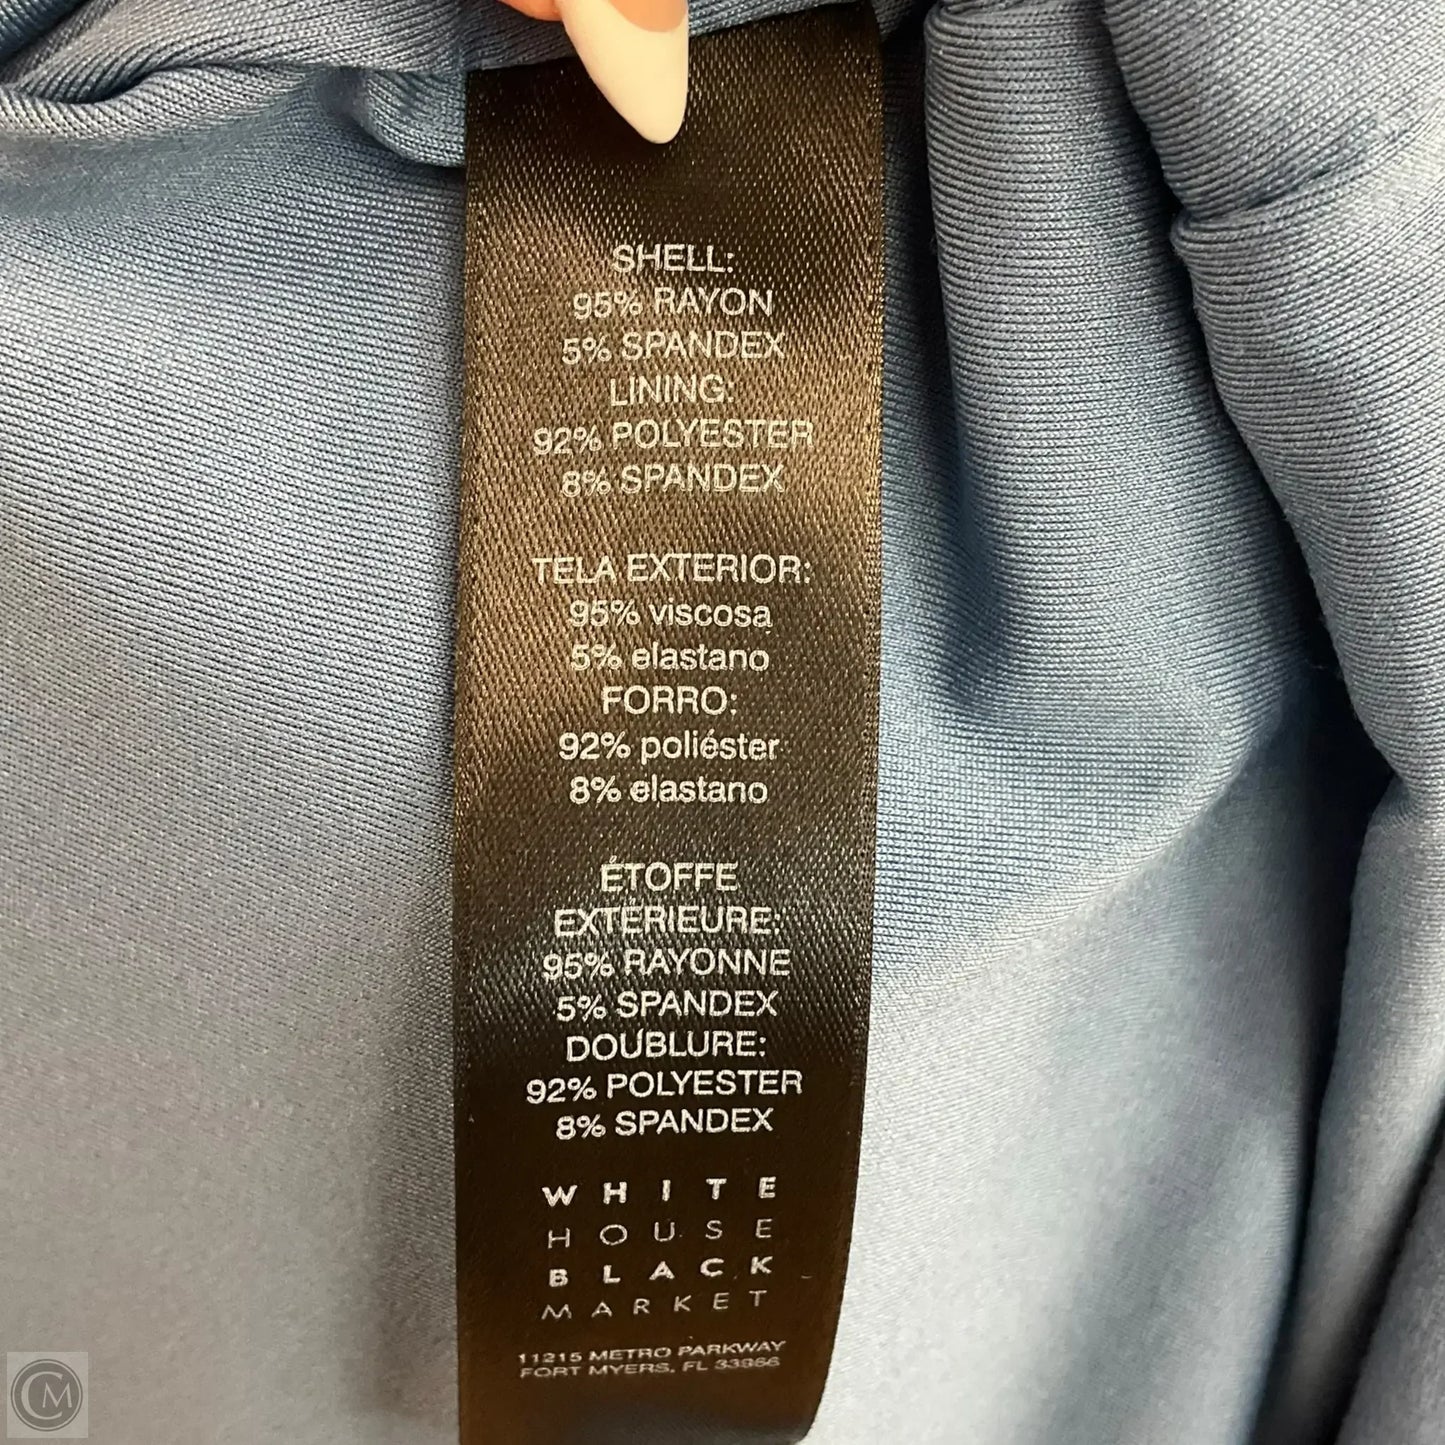 SHELL:
95% RAYON
5% SPANDEX
LINING:
92% POLYESTER
8% SPANDEX
TELA EXTERIOR:
95% viscosa
5% elastano
FORRO:
92% poliéster
8% elastano
ÉTOFFE
EXTÉRIEURE:
95% RAYONNE
5% SPANDEX
DOUBLURE:
92% POLYESTER
8% SPANDEX
WHITE
HOUSE
BLACK
MARKET
11215 METRO PARKWAY
FORT MYERS, FL 33966
CM